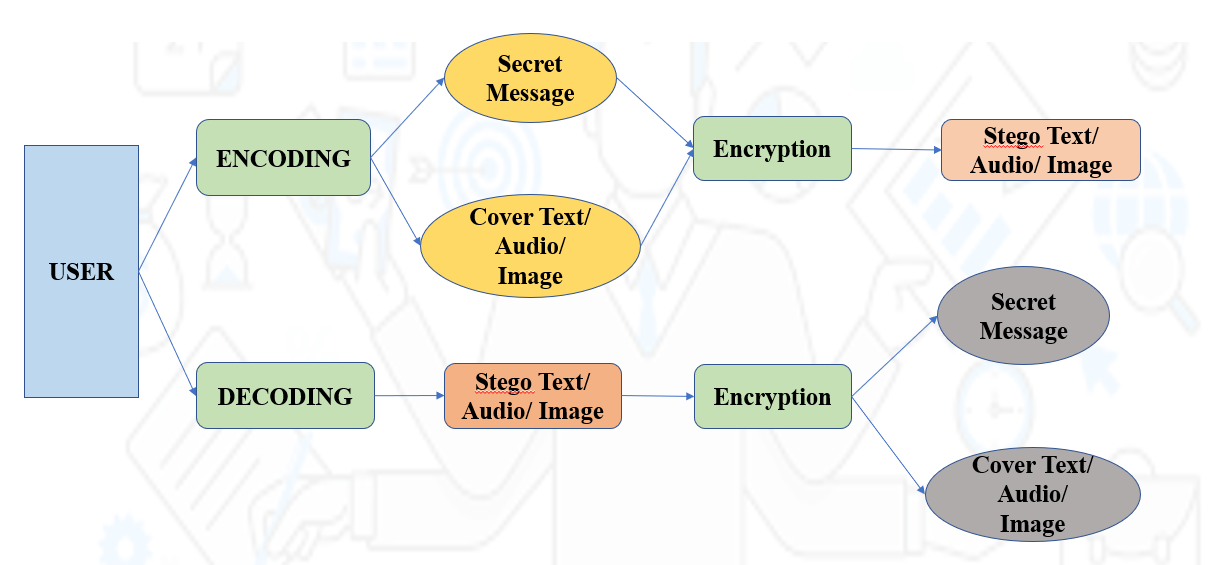 USER
ENCODING
Secret
Message
Cover Text/
Audio/
Image
Encryption
Stego Text/
Audio/ Image
DECODING
Stego Text/
Audio/ Image
Encryption
Secret
Message
Cover Text/
Audio/
Image